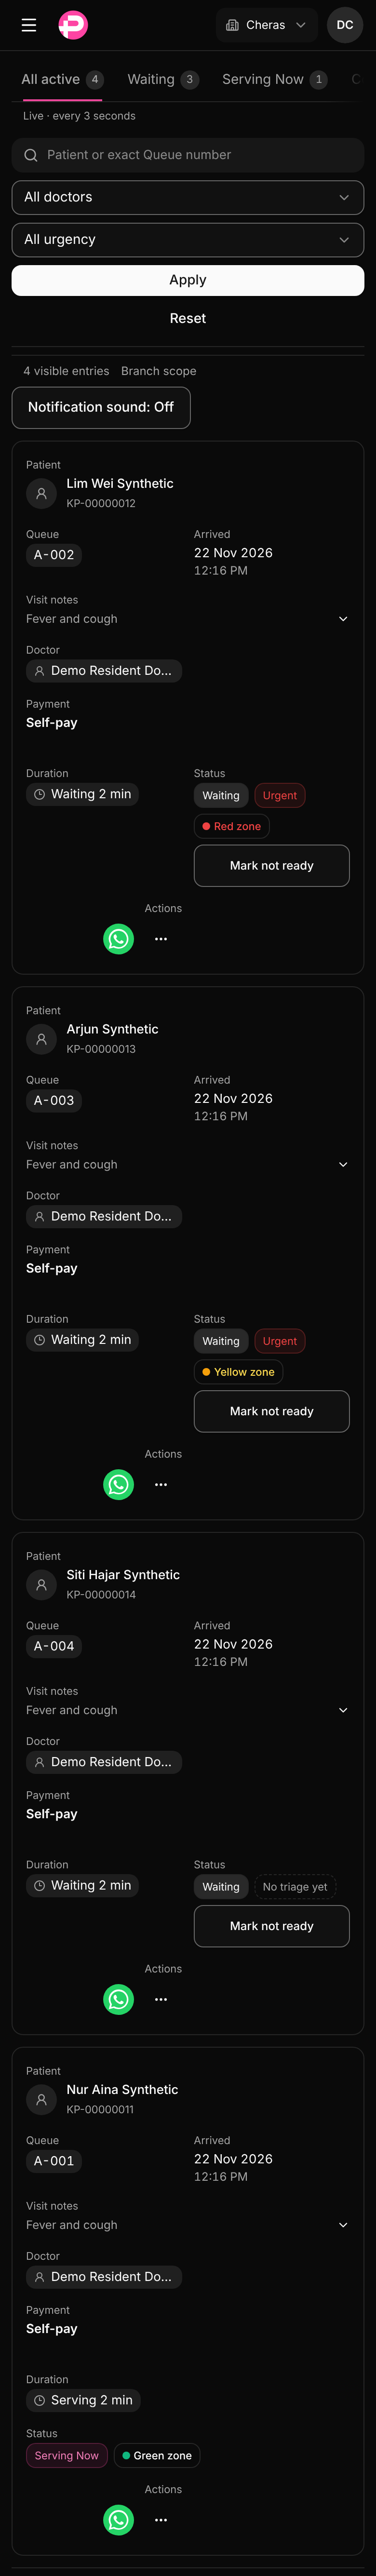 Cheras
DC
All active 4 Waiting 3 Serving Now 1
Live · every 3 seconds
Patient or exact Queue number
All doctors
All urgency
Apply
Reset
4 visible entries Branch scope
Notification sound: Off
Patient
Lim Wei Synthetic
KP-00000012
Queue Arrived
A-002 22 Nov 2026
12:16 PM
Visit notes
Fever and cough
Doctor
Demo Resident Do...
Payment
Self-pay
Duration Status
Waiting 2 min Waiting Urgent
Red zone
Mark not ready
Actions
Patient
Arjun Synthetic
KP-00000013
Queue Arrived
A-003 22 Nov 2026
12:16 PM
Visit notes
Fever and cough
Doctor
Demo Resident Do...
Payment
Self-pay
Duration Status
Waiting 2 min Waiting Urgent
Yellow zone
Mark not ready
Actions
Patient
Siti Hajar Synthetic
KP-00000014
Queue Arrived
A-004 22 Nov 2026
12:16 PM
Visit notes
Fever and cough
Doctor
Demo Resident Do...
Payment
Self-pay
Duration Status
Waiting 2 min Waiting No triage yet
Mark not ready
Actions
Patient
Nur Aina Synthetic
KP-00000011
Queue Arrived
A-001 22 Nov 2026
12:16 PM
Visit notes
Fever and cough
Doctor
Demo Resident Do...
Payment
Self-pay
Duration
Serving 2 min
Status
Serving Now Green zone
Actions